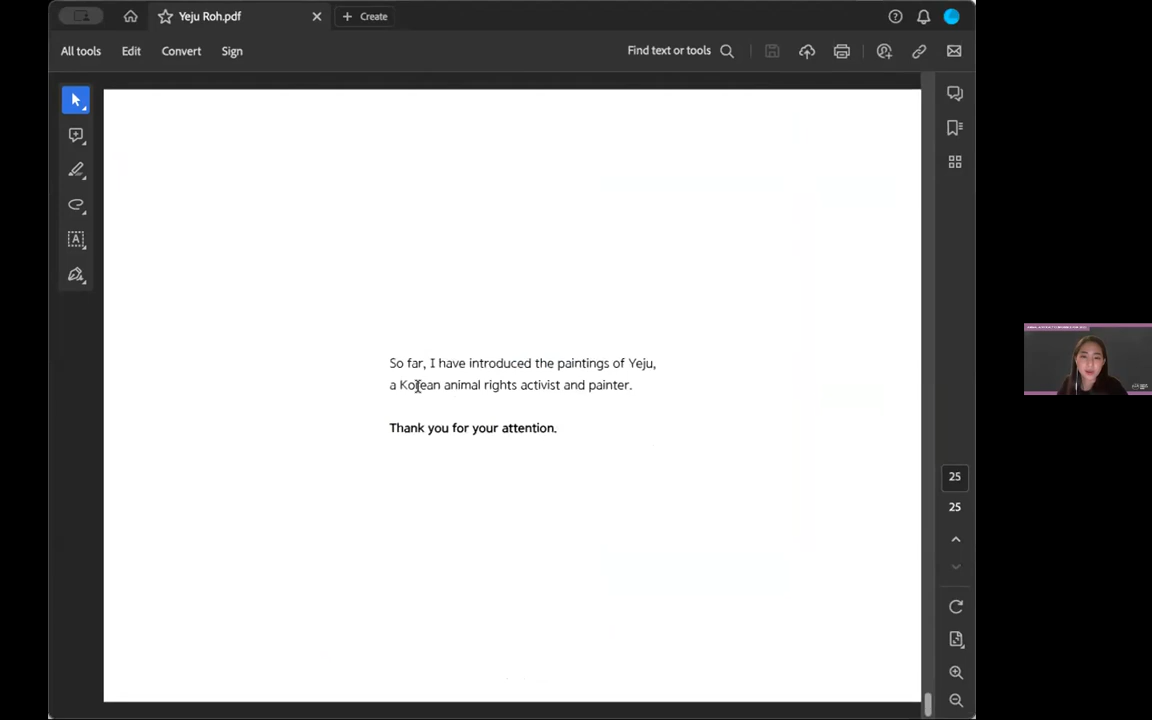 Yeju Roh.pdf
Create
All tools
Edit
Convert
Sign
Find text or tools
So far, I have introduced the paintings of Yeju,
a Korean animal rights activist and painter.
Thank you for your attention.
25
25